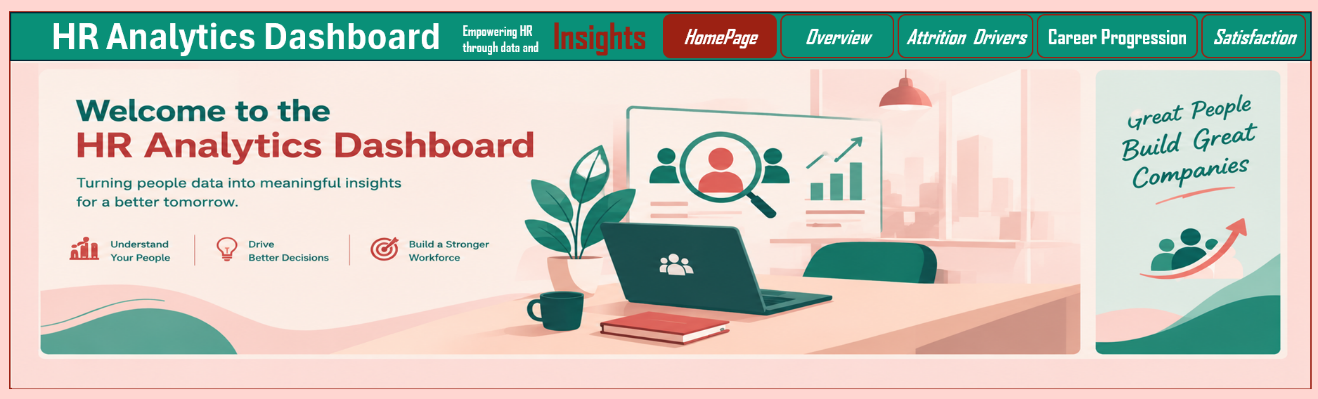 HR Analytics Dashboard
Empowering HR
through data and
Insights
HomePage
Overview
Attrition Drivers
Career Progression
Satisfaction
Welcome to the
HR Analytics Dashboard
Turning people data into meaningful insights
for a better tomorrow.
Understand
Your People
Drive
Better Decisions
Build a Stronger
Workforce
Great People
Build Great
Companies